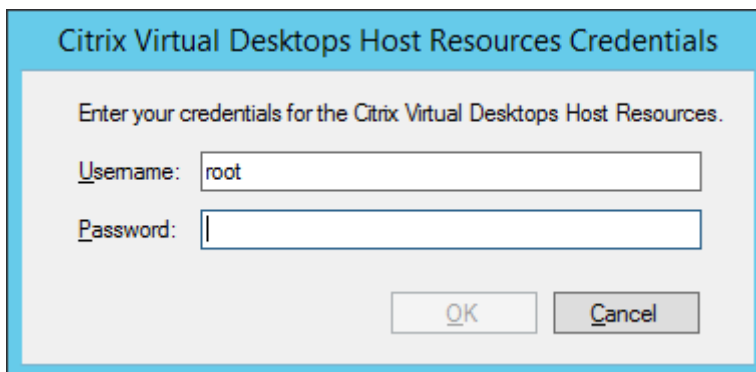 Citrix Virtual Desktops Host Resources Credentials
Enter your credentials for the Citrix Virtual Desktops Host Resources.
Username: root
Password:
OK Cancel